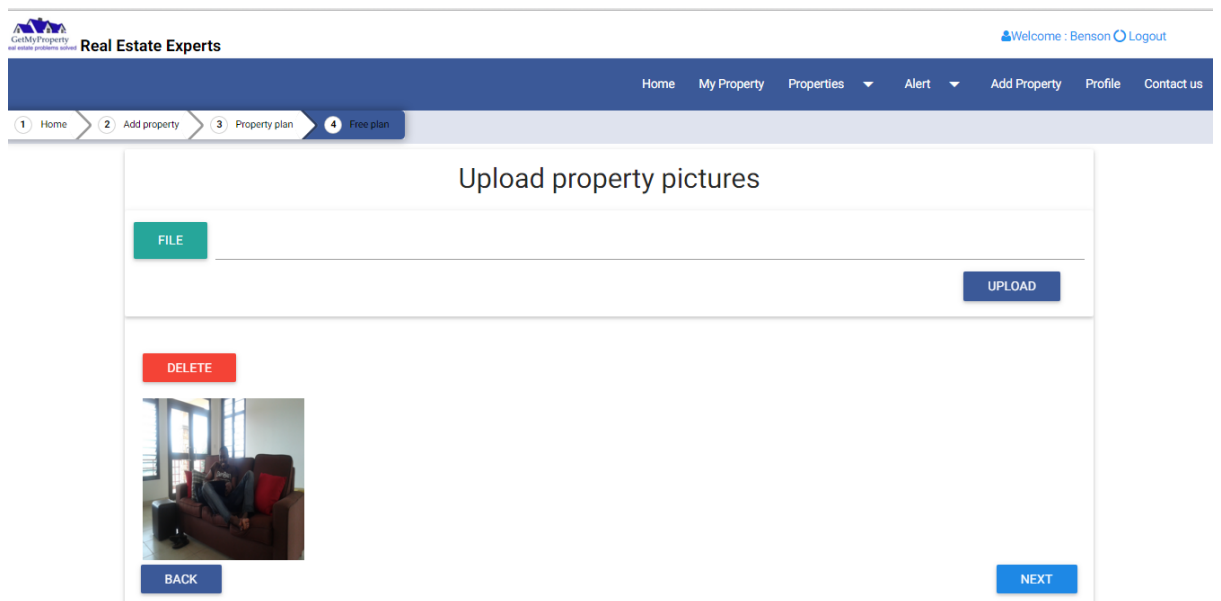 GetMyProperty
real estate problems solved
Real Estate Experts
Welcome : Benson Logout
Home My Property Properties Alert Add Property Profile Contact us
1 Home 2 Add property 3 Property plan 4 Free plan
Upload property pictures
FILE
UPLOAD
DELETE
BACK NEXT